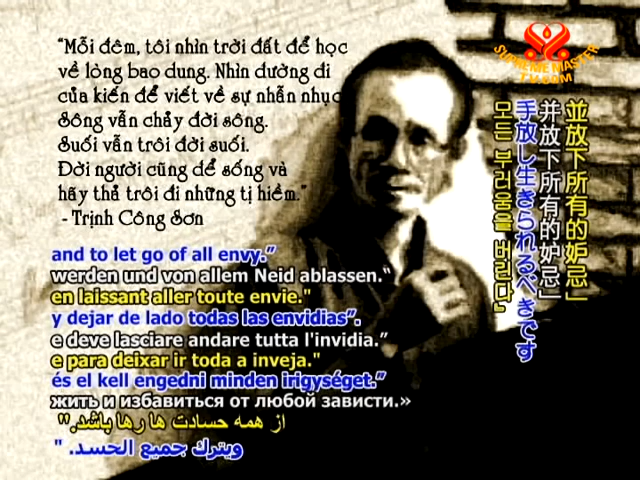 “Mỗi đêm, tôi nhìn trời đất để học
về lòng bao dung. Nhìn đường đi
của kiến để viết về sự nhẫn nhục
Sông vẫn chảy đời sông.
Suối vẫn trôi đời suối.
Đời người cũng để sống và
hãy thả trôi đi những tị hiềm.”
- Trịnh Công Sơn
SUPREME MASTER
TV.COM
並放下所有的妒忌」
并放下所有的妒忌」
手放し生きられるべきです
모든 부러움을 버린다』
and to let go of all envy.”
werden und von allem Neid ablassen.“
en laissant aller toute envie."
y dejar de lado todas las envidias”.
e deve lasciare andare tutta l'invidia.”
e para deixar ir toda a inveja."
és el kell engedni minden irigységet.”
жить и избавиться от любой зависти.»
از همه حسادت ها رها باشد."
ويترك جميع الحسد. "